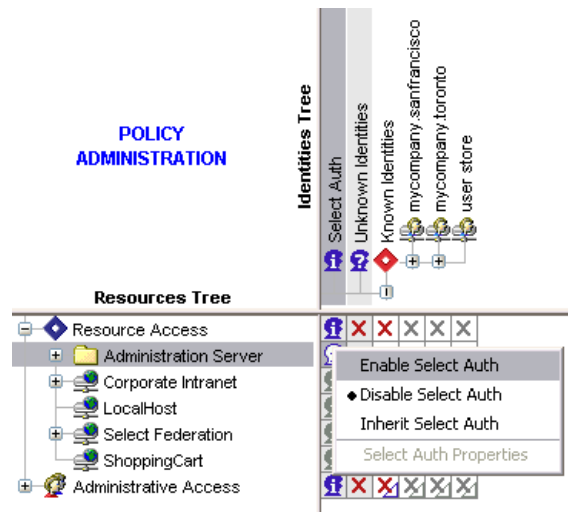 POLICY
ADMINISTRATION
Identities Tree
Select Auth
Unknown Identities
Known Identities
mycompany.sanfrancisco
mycompany.toronto
user store
Resources Tree
Resource Access
Administration Server
Corporate Intranet
LocalHost
Select Federation
ShoppingCart
Administrative Access
Enable Select Auth
Disable Select Auth
Inherit Select Auth
Select Auth Properties